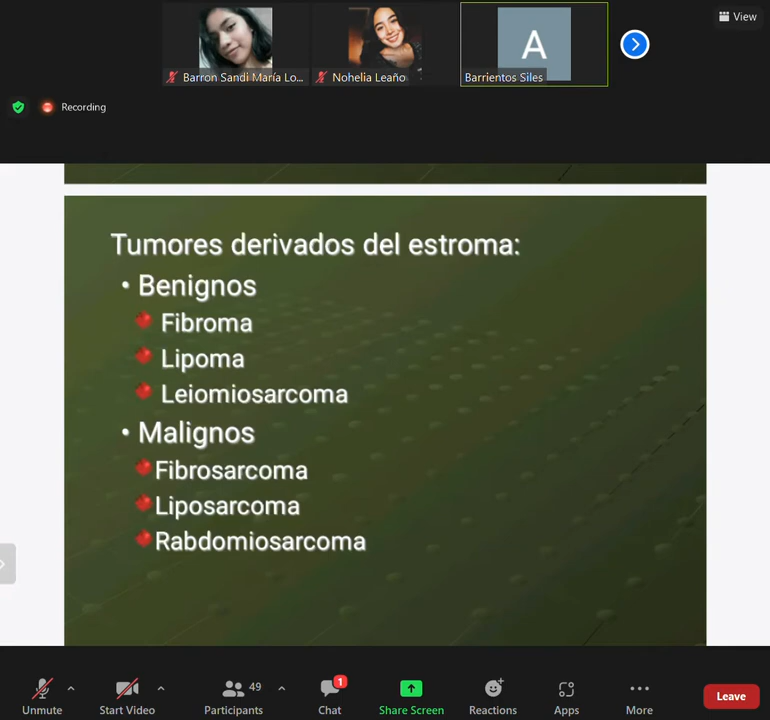 View
Barron Sandi María Lo...
Nohelia Leaño
A
Barrientos Siles
Recording
Tumores derivados del estroma:
• Benignos
Fibroma
Lipoma
Leiomiosarcoma
• Malignos
Fibrosarcoma
Liposarcoma
Rabdomiosarcoma
49
1
Unmute
Start Video
Participants
Chat
Share Screen
Reactions
Apps
More
Leave